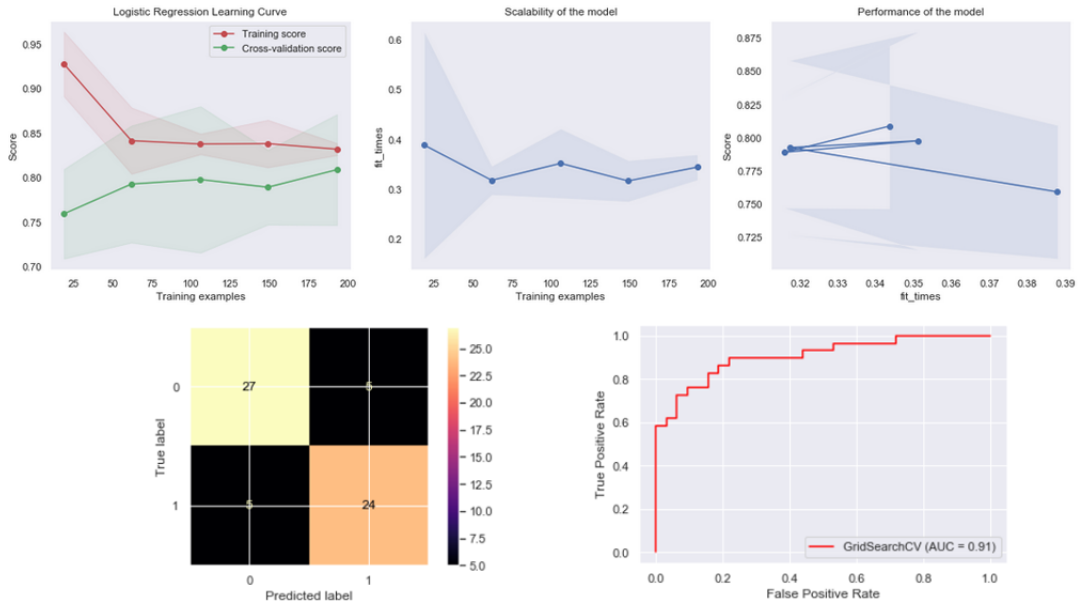 Logistic Regression Learning Curve
Training score
Cross-validation score
0.95
0.90
0.85
0.80
0.75
0.70
Score
25 50 75 100 125 150 175 200
Training examples
Scalability of the model
0.6
0.5
0.4
0.3
0.2
fit_times
25 50 75 100 125 150 175 200
Training examples
Performance of the model
0.875
0.850
0.825
0.800
0.775
0.750
0.725
Score
0.32 0.33 0.34 0.35 0.36 0.37 0.38 0.39
fit_times
True label
0
1
27 5
5 24
0 1
Predicted label
25.0
22.5
20.0
17.5
15.0
12.5
10.0
7.5
5.0
True Positive Rate
1.0
0.8
0.6
0.4
0.2
0.0
GridSearchCV (AUC = 0.91)
0.0 0.2 0.4 0.6 0.8 1.0
False Positive Rate